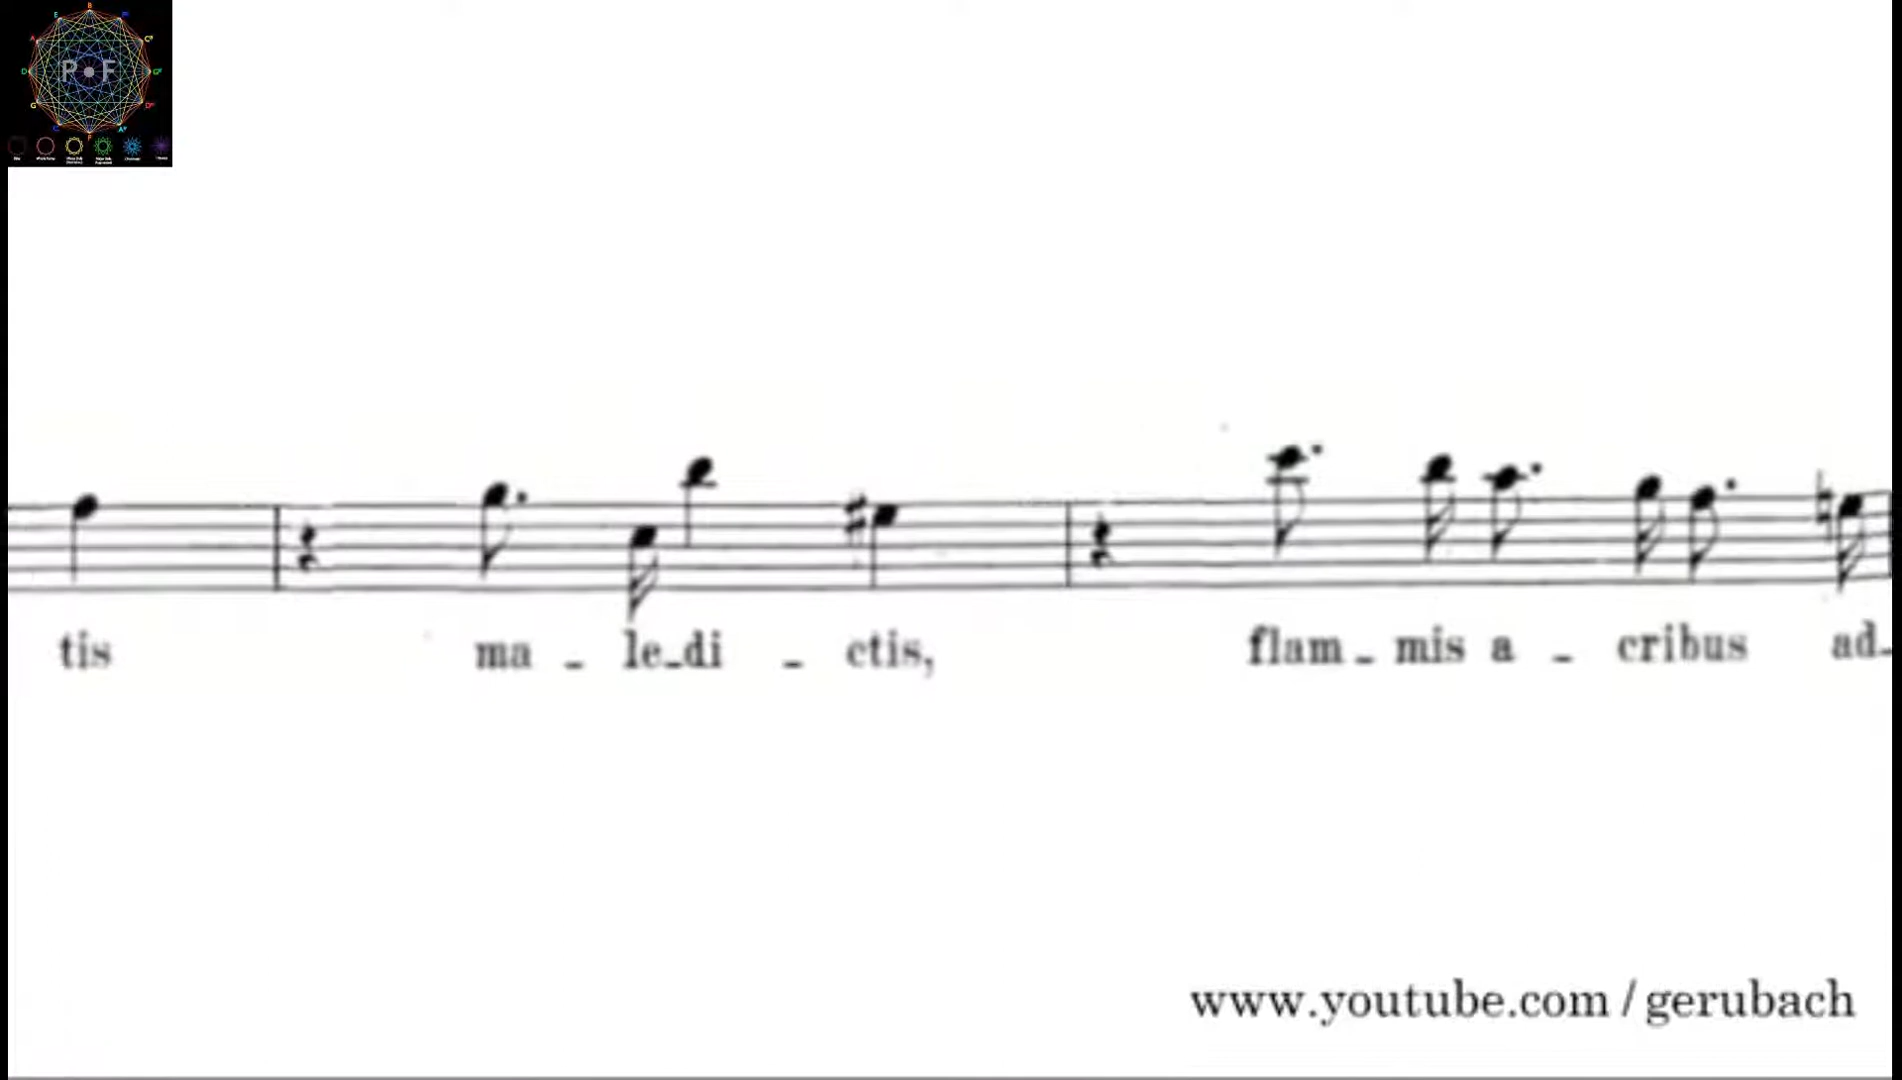 P F
tis ma - le-di - ctis, flam - mis a - cribus ad-
www.youtube.com / gerubach